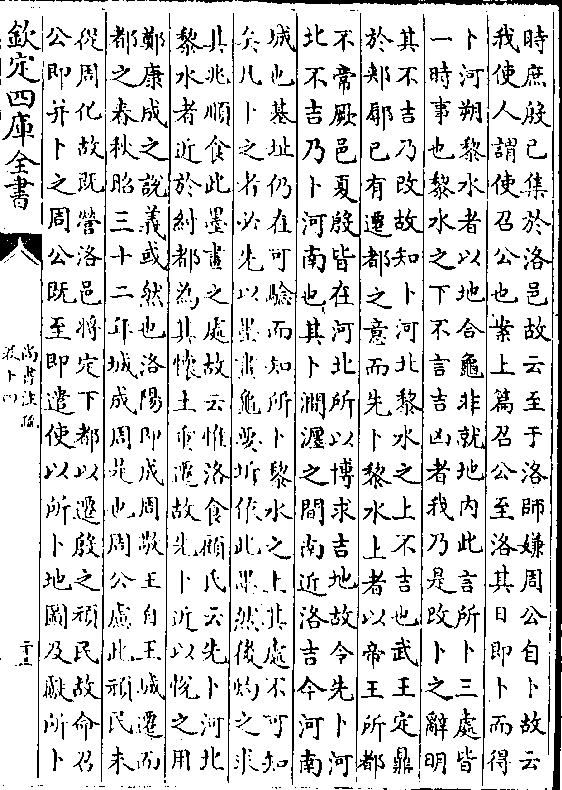 時庶殷已集於洛邑故云至于洛師嫌周公自卜故云
我使人謂使召公也案上篇召公至洛其日即卜而得
卜河朔黎水者以地合龜非就地内此言所卜三處皆
一時事也黎水之下不言吉凶者我乃是改卜之辭明
其不吉乃改故知卜河北黎水之上不吉也武王定鼎
於郟鄏已有遷都之意而先卜黎水上者以帝王所都
不常厥邑夏殷皆在河北所以博求吉地故令先卜河
北不吉乃卜河南也其卜澗瀍之間南近洛吉今河南
城也基址仍在可驗而知所卜黎水之上其處不可知
矣凡卜之者必先以墨畫龜要坼依此墨然後灼之求
其兆順食此墨畫之處故云惟洛食顧氏云先卜河北
黎水者近於紂都為其懷土重遷故先卜近以悦之用
鄭康成之說義或然也洛陽即成周敬王自王城遷而
都之春秋昭三十二年城成周是也周公慮此頑民未
從周化故既營洛邑將定下都以遷殷之頑民故命召
公即并卜之周公既至即遣使以所卜地圖及獻所卜
欽定四庫全書
尚書注疏
卷十四